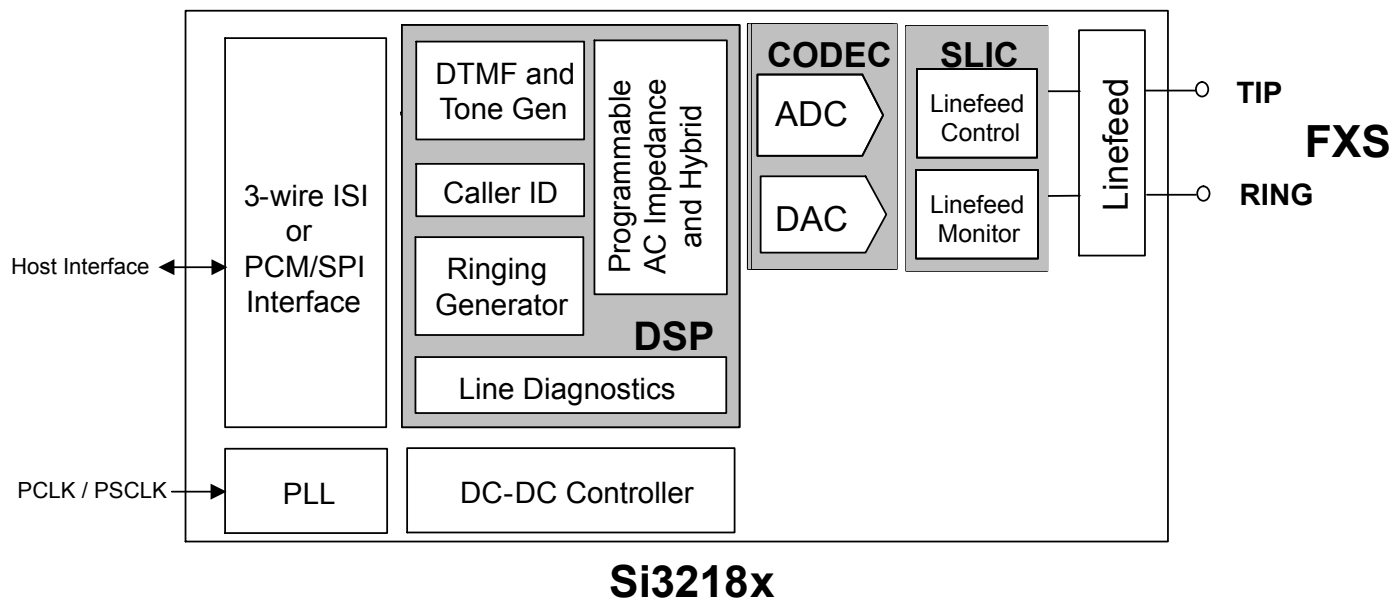 Host Interface
3-wire ISI
or
PCM/SPI
Interface
DTMF and
Tone Gen
Caller ID
Ringing
Generator
Programmable
AC Impedance
and Hybrid
DSP
Line Diagnostics
CODEC
ADC
DAC
SLIC
Linefeed
Control
Linefeed
Monitor
Linefeed
TIP
FXS
RING
PCLK / PSCLK
PLL
DC-DC Controller
Si3218x